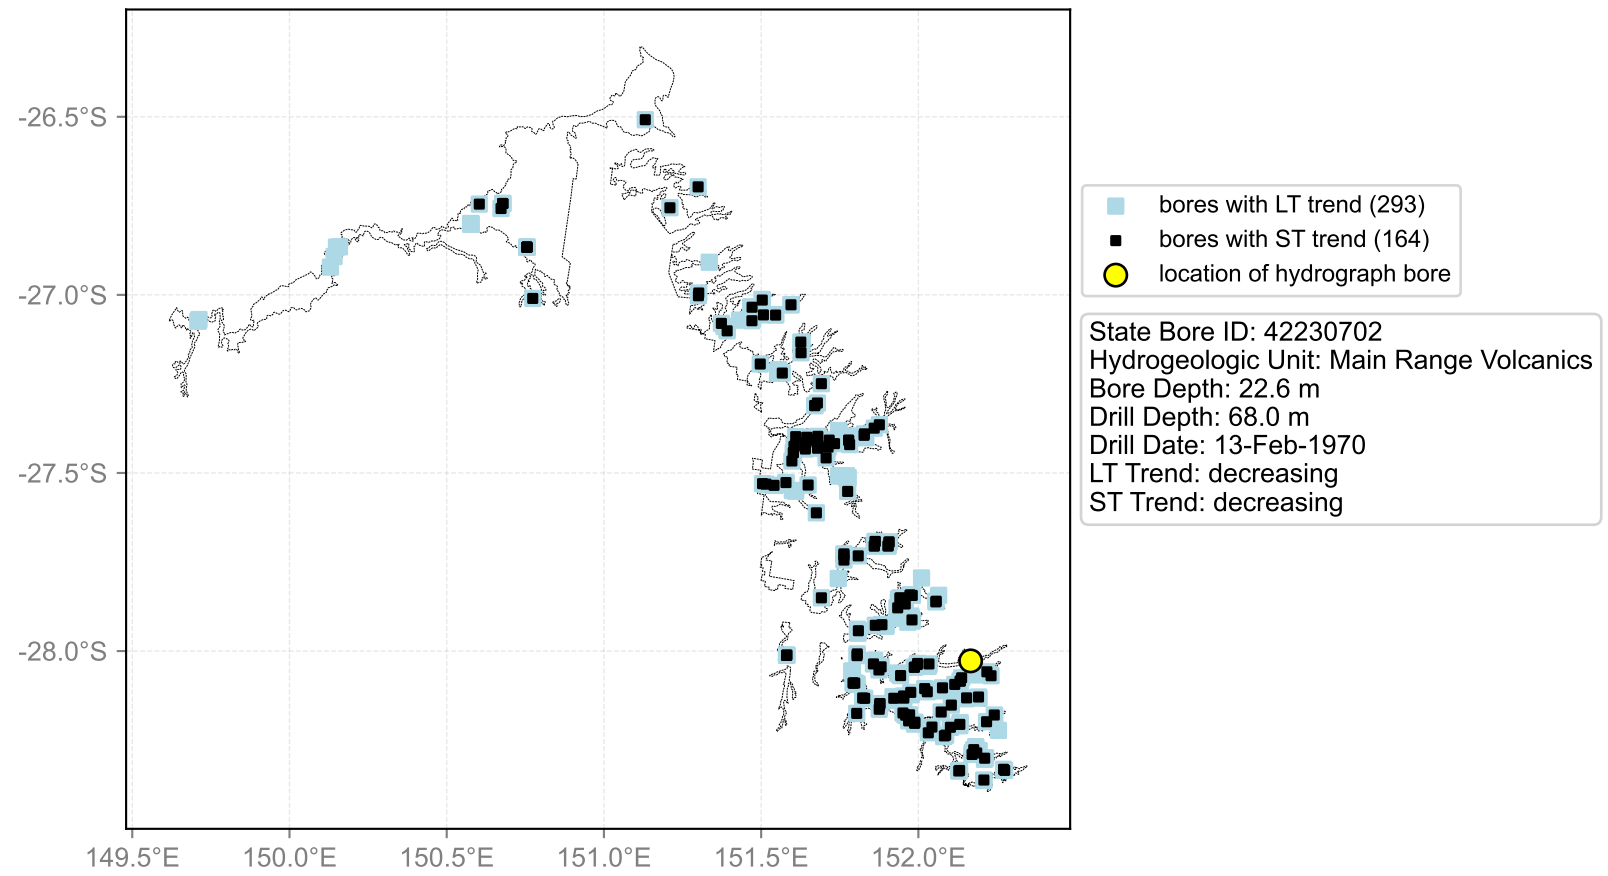 -26.5°S
-27.0°S
-27.5°S
-28.0°S
149.5°E
150.0°E
150.5°E
151.0°E
151.5°E
152.0°E
bores with LT trend (293)
bores with ST trend (164)
location of hydrograph bore
State Bore ID: 42230702
Hydrogeologic Unit: Main Range Volcanics
Bore Depth: 22.6 m
Drill Depth: 68.0 m
Drill Date: 13-Feb-1970
LT Trend: decreasing
ST Trend: decreasing